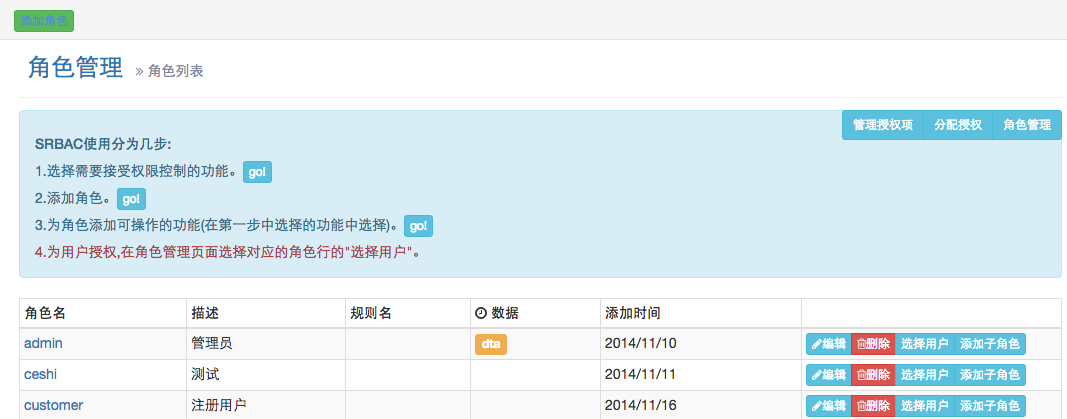 添加角色
角色管理 » 角色列表
管理授权项 分配授权 角色管理
SRBAC使用分为几步:
1.选择需要接受权限控制的功能。 go!
2.添加角色。 go!
3.为角色添加可操作的功能(在第一步中选择的功能中选择)。 go!
4.为用户授权,在角色管理页面选择对应的角色行的"选择用户"。
角色名 描述 规则名 数据 添加时间
admin 管理员 dta 2014/11/10 编辑 删除 选择用户 添加子角色
ceshi 测试 2014/11/11 编辑 删除 选择用户 添加子角色
customer 注册用户 2014/11/16 编辑 删除 选择用户 添加子角色